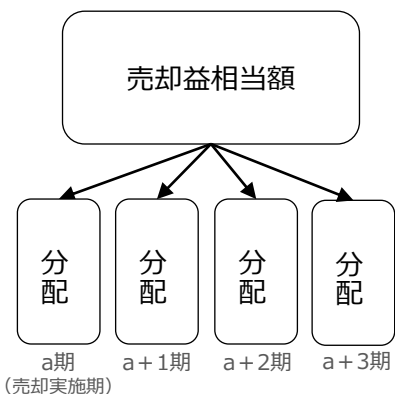 売却益相当額
分配
分配
分配
分配
a期
a＋1期
a＋2期
a＋3期
（売却実施期）